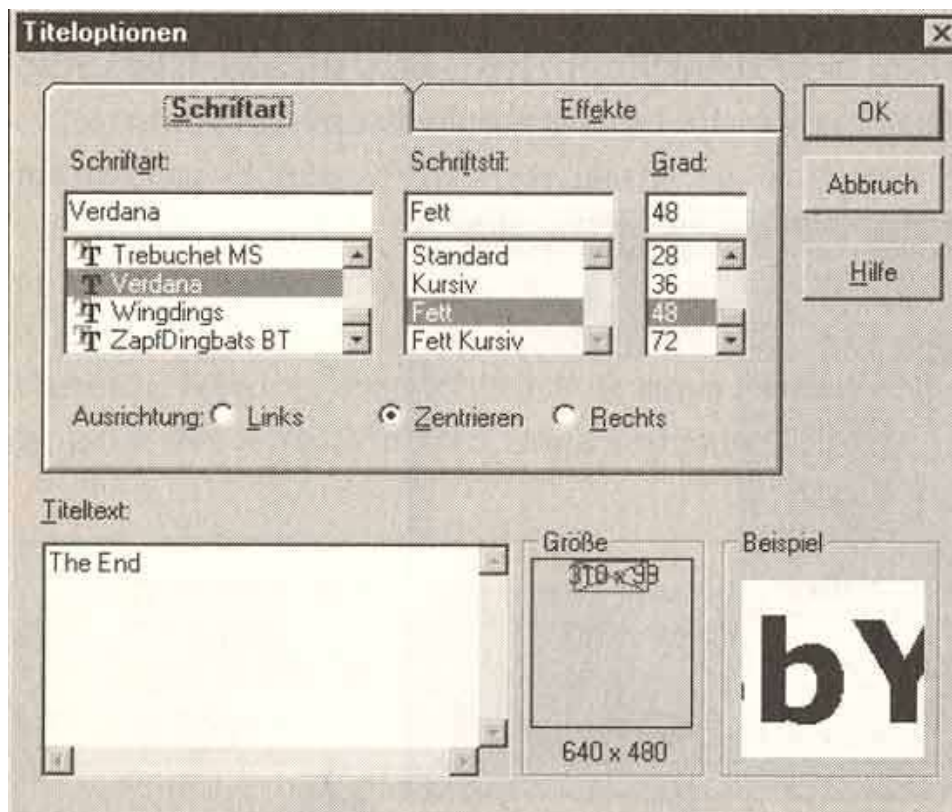 Titeloptionen
Schriftart
Effekte
OK
Abbruch
Hilfe
Schriftart:
Schriftstil:
Grad:
Verdana
Fett
48
Trebuchet MS
Verdana
Wingdings
ZapfDingbats BT
Standard
Kursiv
Fett
Fett Kursiv
28
36
48
72
Ausrichtung: Links Zentrieren Rechts
Titeltext:
The End
Größe
640 x 480
Beispiel
bY